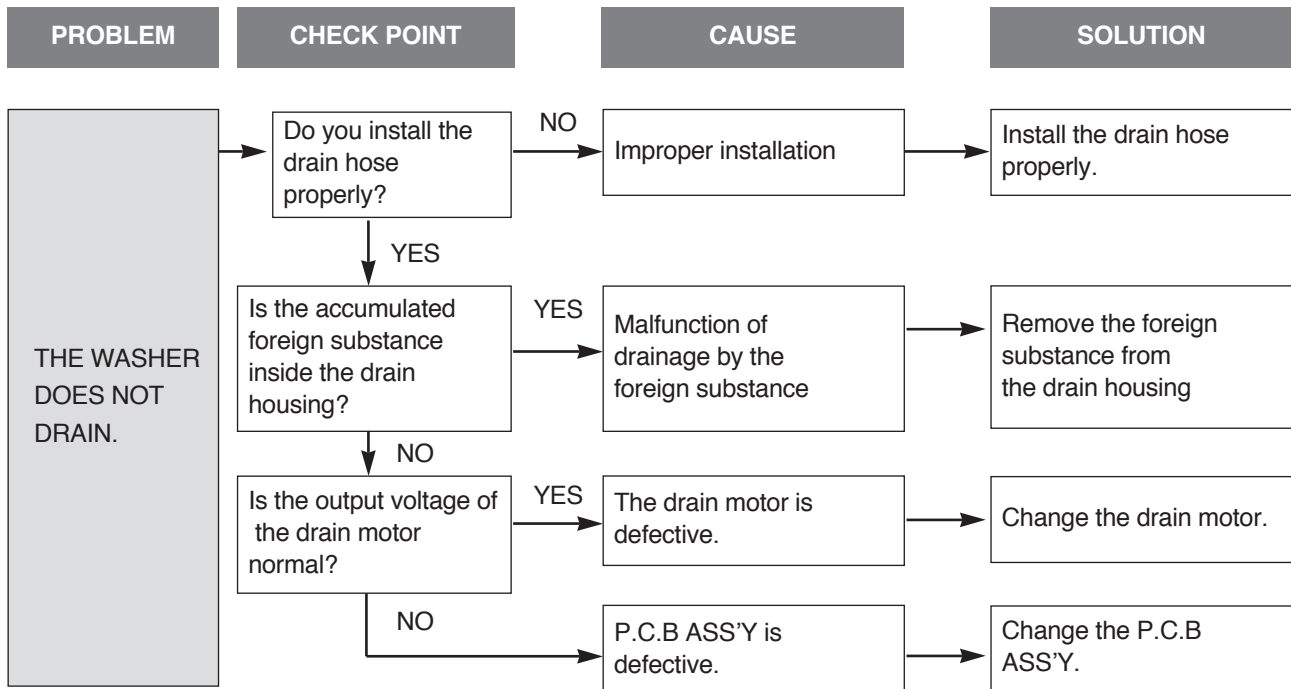 PROBLEM
CHECK POINT
CAUSE
SOLUTION
THE WASHER
DOES NOT
DRAIN.
Do you install the
drain hose
properly?
NO
Improper installation
Install the drain hose
properly.
YES
Is the accumulated
foreign substance
inside the drain
housing?
YES
Malfunction of
drainage by the
foreign substance
Remove the foreign
substance from
the drain housing
NO
Is the output voltage of
the drain motor
normal?
YES
The drain motor is
defective.
Change the drain motor.
NO
P.C.B ASS'Y is
defective.
Change the P.C.B
ASS'Y.